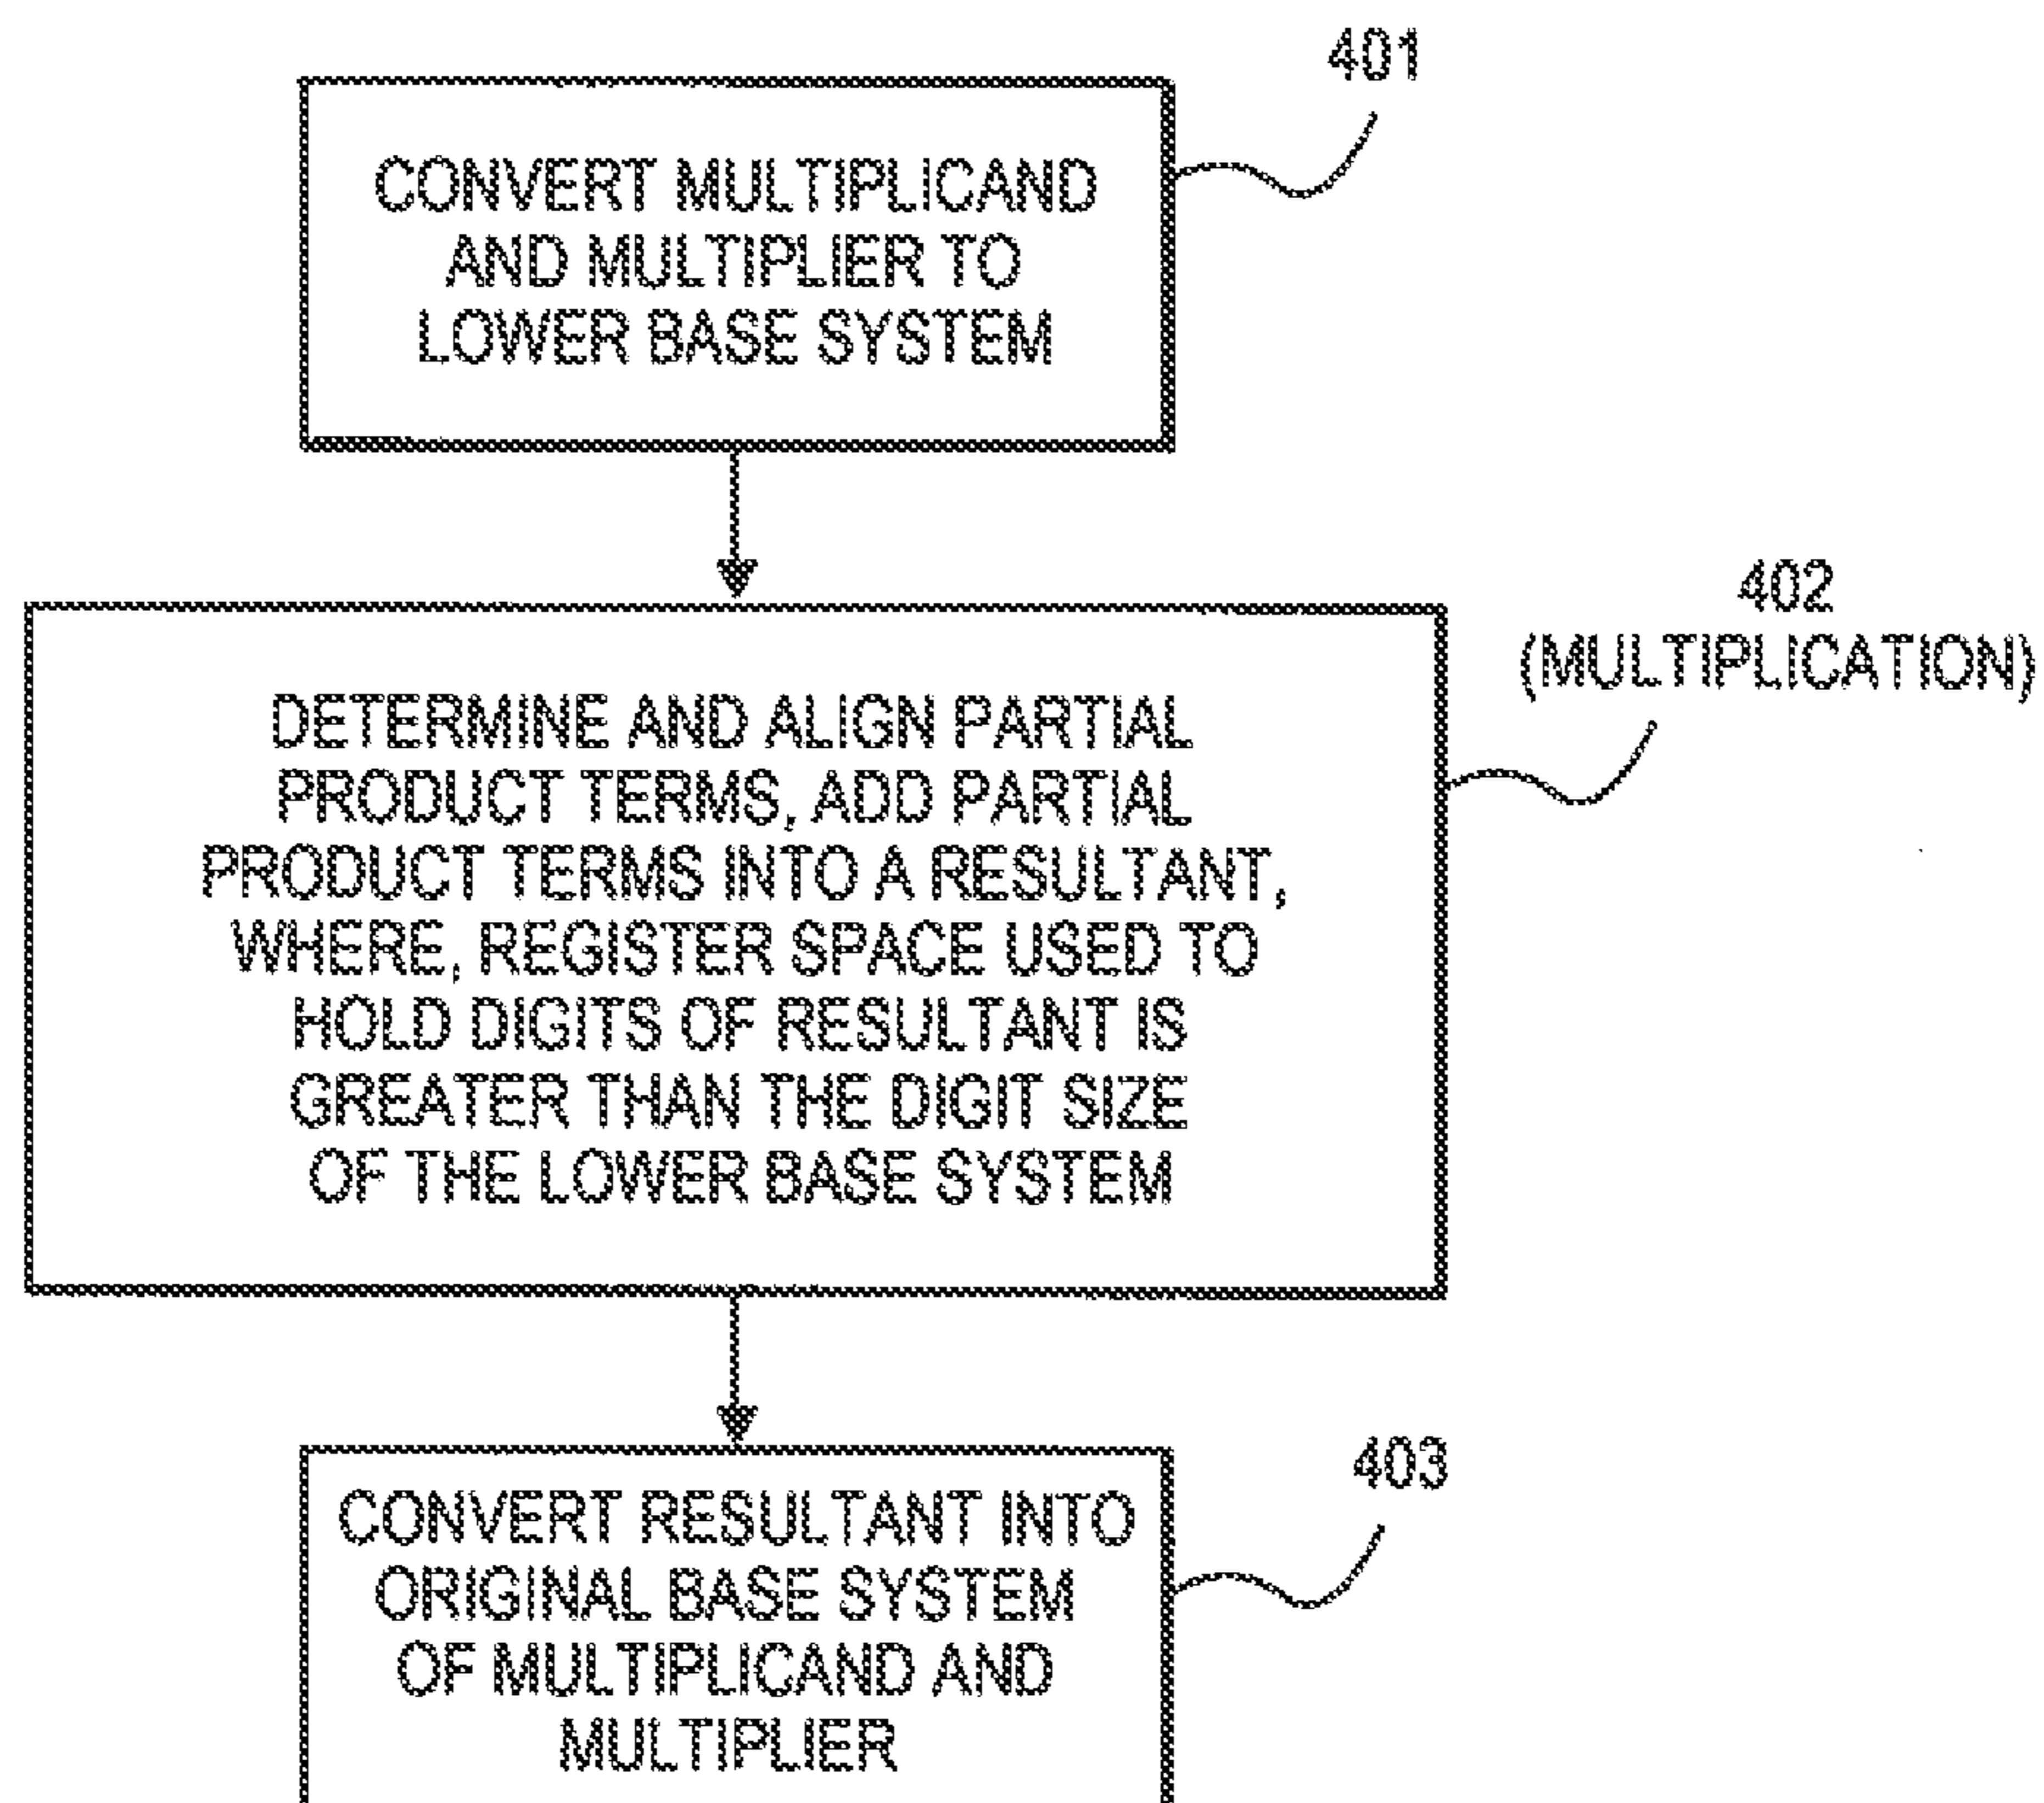 401
CONVERT MULTIPLICAND
AND MULTIPLIER TO
LOWER BASE SYSTEM
402
(MULTIPLICATION)
DETERMINE AND ALIGN PARTIAL
PRODUCT TERMS, ADD PARTIAL
PRODUCT TERMS INTO A RESULTANT,
WHERE, REGISTER SPACE USED TO
HOLD DIGITS OF RESULTANT IS
GREATER THAN THE DIGIT SIZE
OF THE LOWER BASE SYSTEM
403
CONVERT RESULTANT INTO
ORIGINAL BASE SYSTEM
OF MULTIPLICAND AND
MULTIPLIER